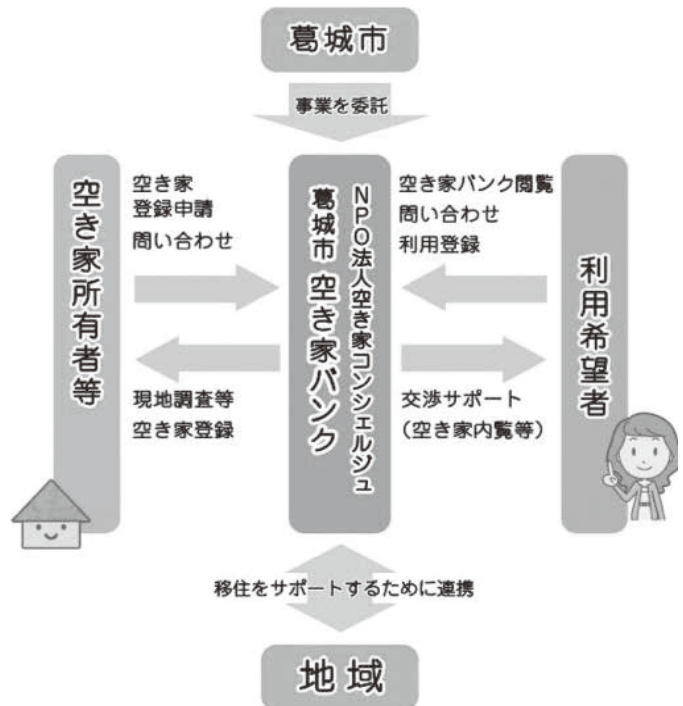 葛城市
事業を委託
空き家所有者等
空き家
登録申請
問い合わせ
現地調査等
空き家登録
NPO法人空き家コンシェルジュ
葛城市 空き家バンク
空き家バンク閲覧
問い合わせ
利用登録
交渉サポート
（空き家内覧等）
利用希望者
移住をサポートするために連携
地域